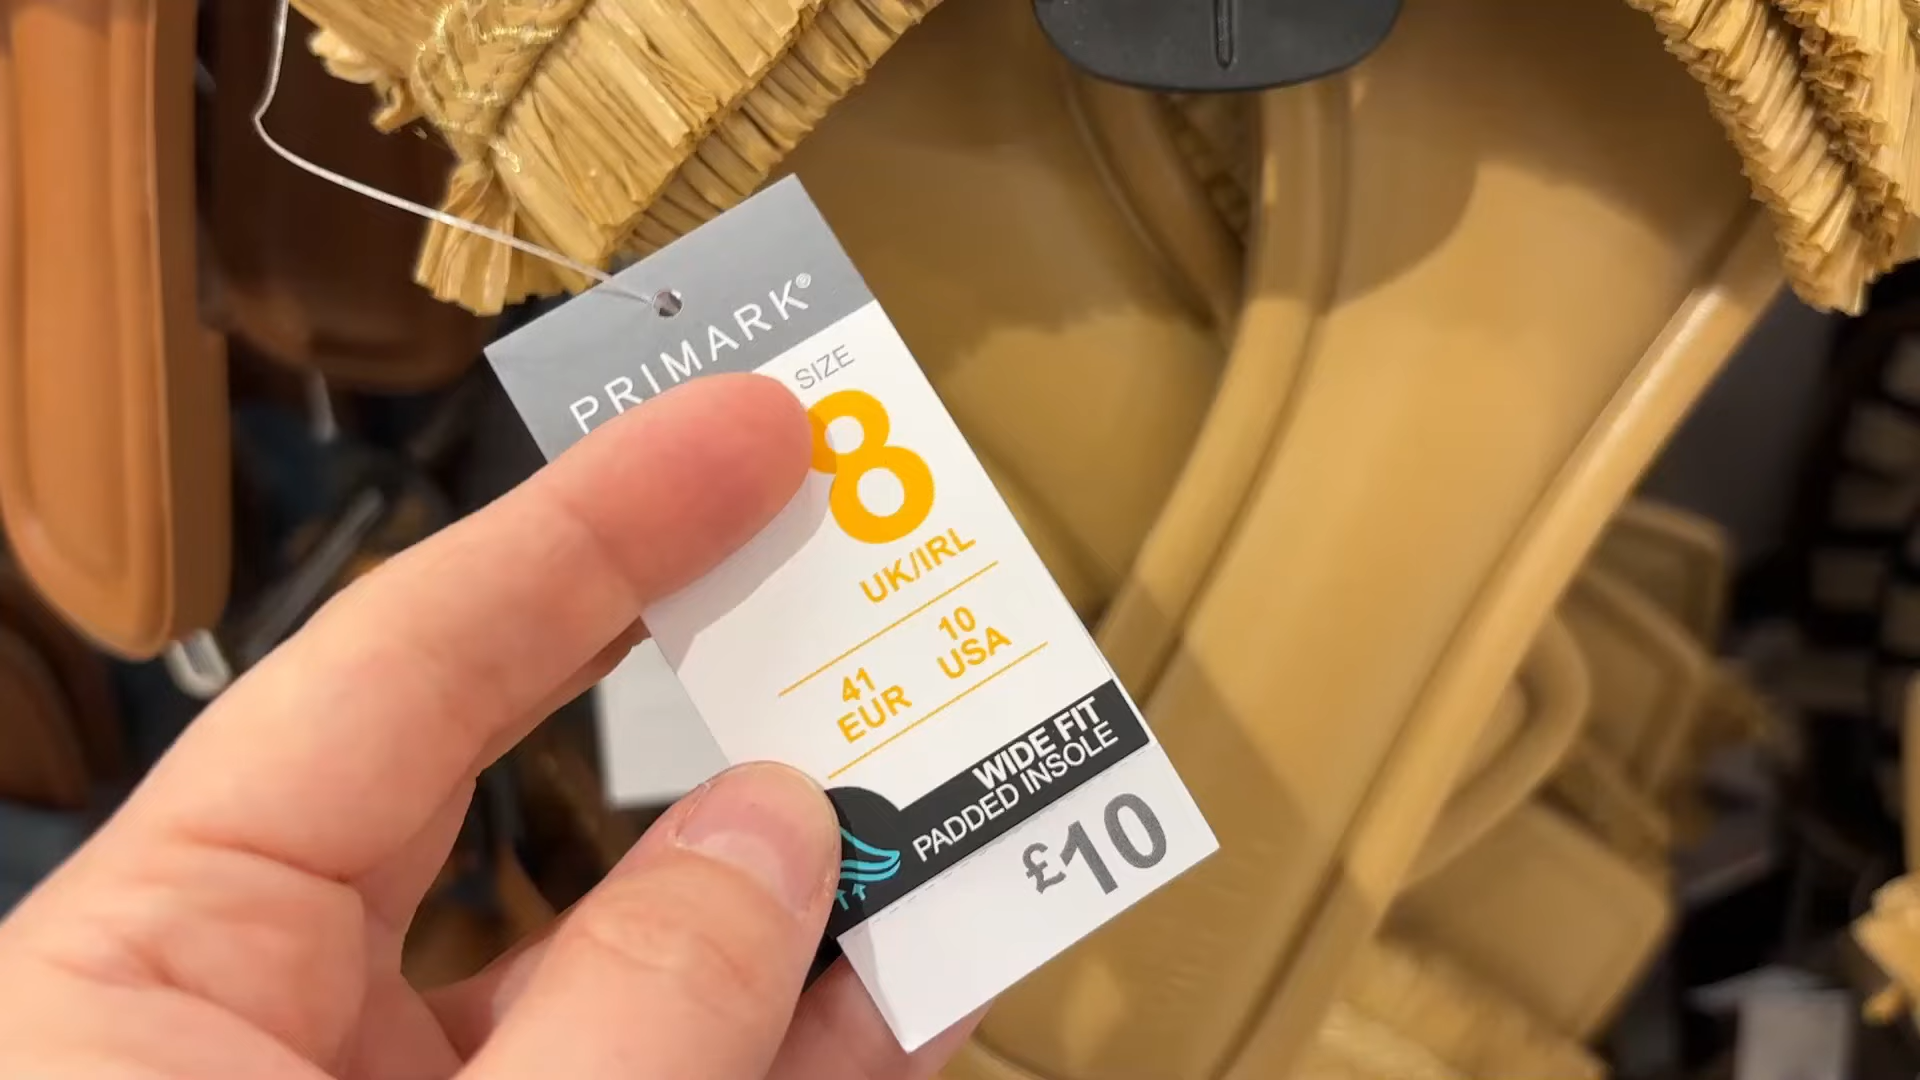 PRIMARK®
SIZE
8
UK/IRL
41
EUR
10
USA
WIDE FIT
PADDED INSOLE
£10